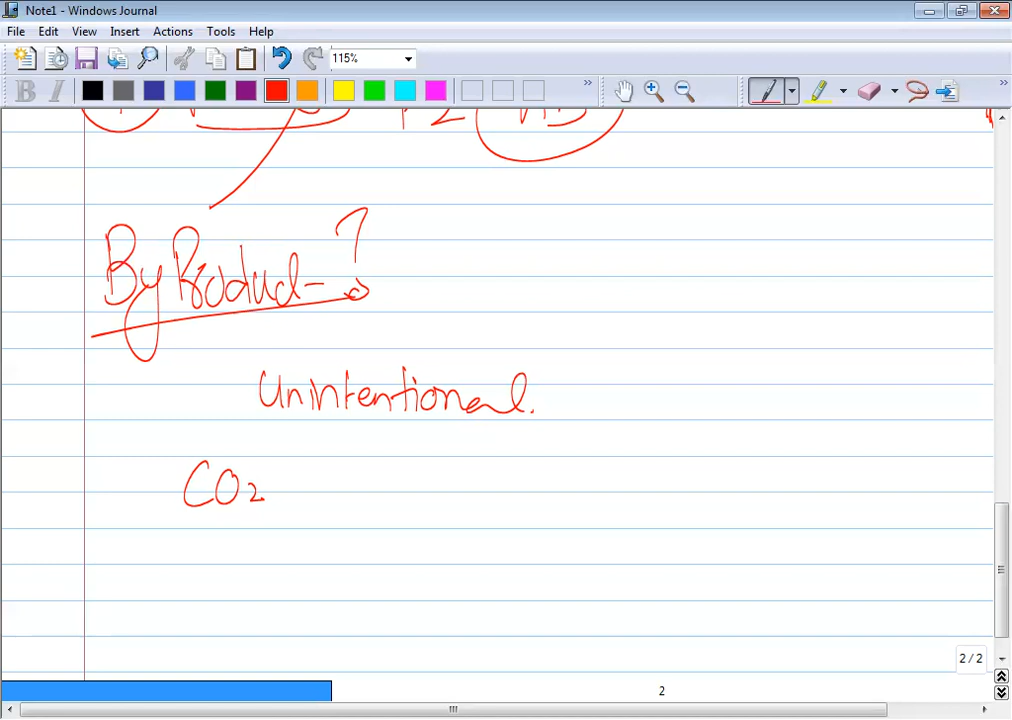 Note1 - Windows Journal
File Edit View Insert Actions Tools Help
115%
B I
By Product- ?
Unintentional.
CO2
2 / 2
2